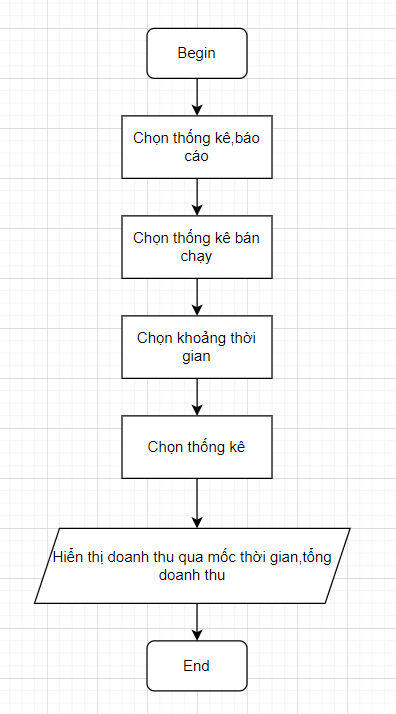 Begin
Chọn thống kê,báo
cáo
Chọn thống kê bán
chạy
Chọn khoảng thời
gian
Chọn thống kê
Hiển thị doanh thu qua mốc thời gian,tổng
doanh thu
End